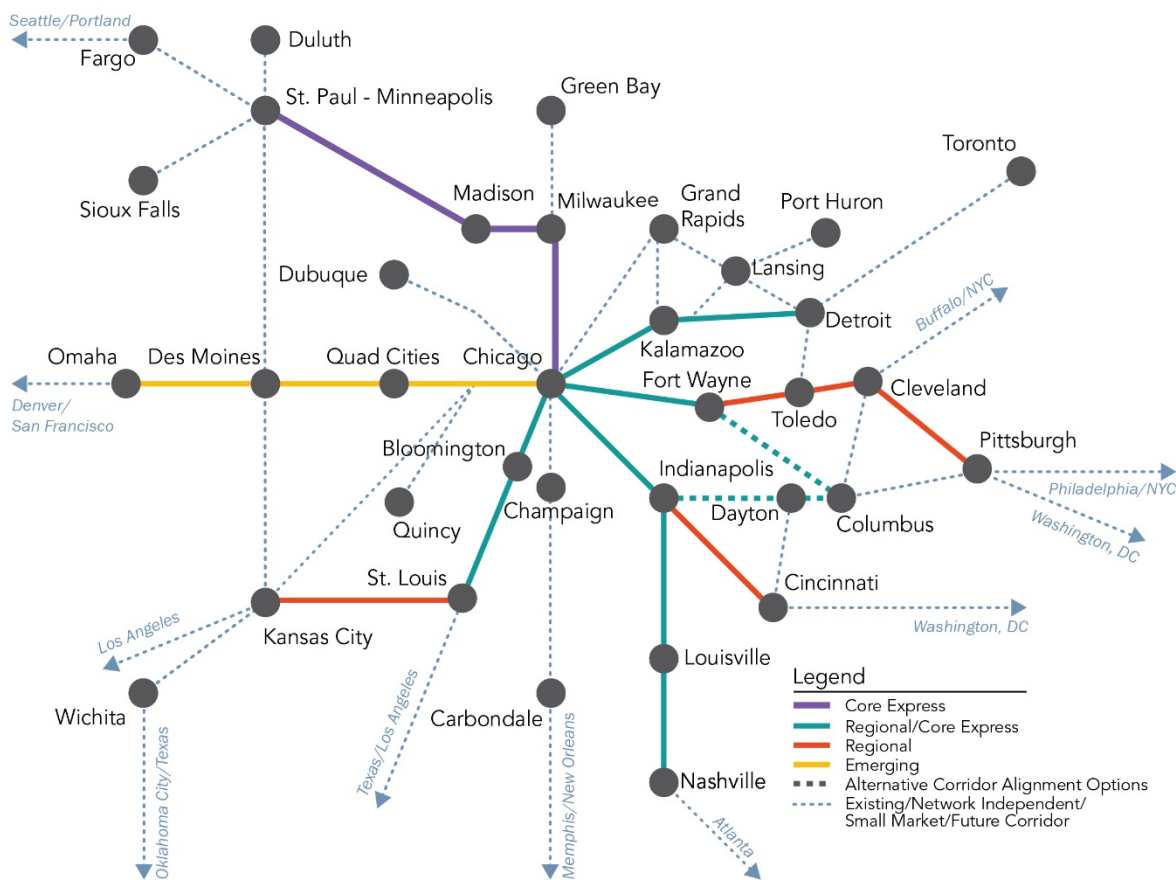 Seattle/Portland
Fargo
Duluth
St. Paul - Minneapolis
Green Bay
Toronto
Sioux Falls
Madison
Milwaukee
Grand
Rapids
Port Huron
Dubuque
Lansing
Buffalo/NYC
Detroit
Omaha
Des Moines
Quad Cities
Chicago
Kalamazoo
Fort Wayne
Cleveland
Denver/
San Francisco
Toledo
Bloomington
Indianapolis
Pittsburgh
Philadelphia/NYC
Quincy
Champaign
Dayton
Columbus
Washington, DC
St. Louis
Cincinnati
Kansas City
Los Angeles
Washington, DC
Louisville
Wichita
Carbondale
Oklahoma City/Texas
Texas/Los Angeles
Memphis/New Orleans
Nashville
Atlanta
Legend
Core Express
Regional/Core Express
Regional
Emerging
Alternative Corridor Alignment Options
Existing/Network Independent/
Small Market/Future Corridor